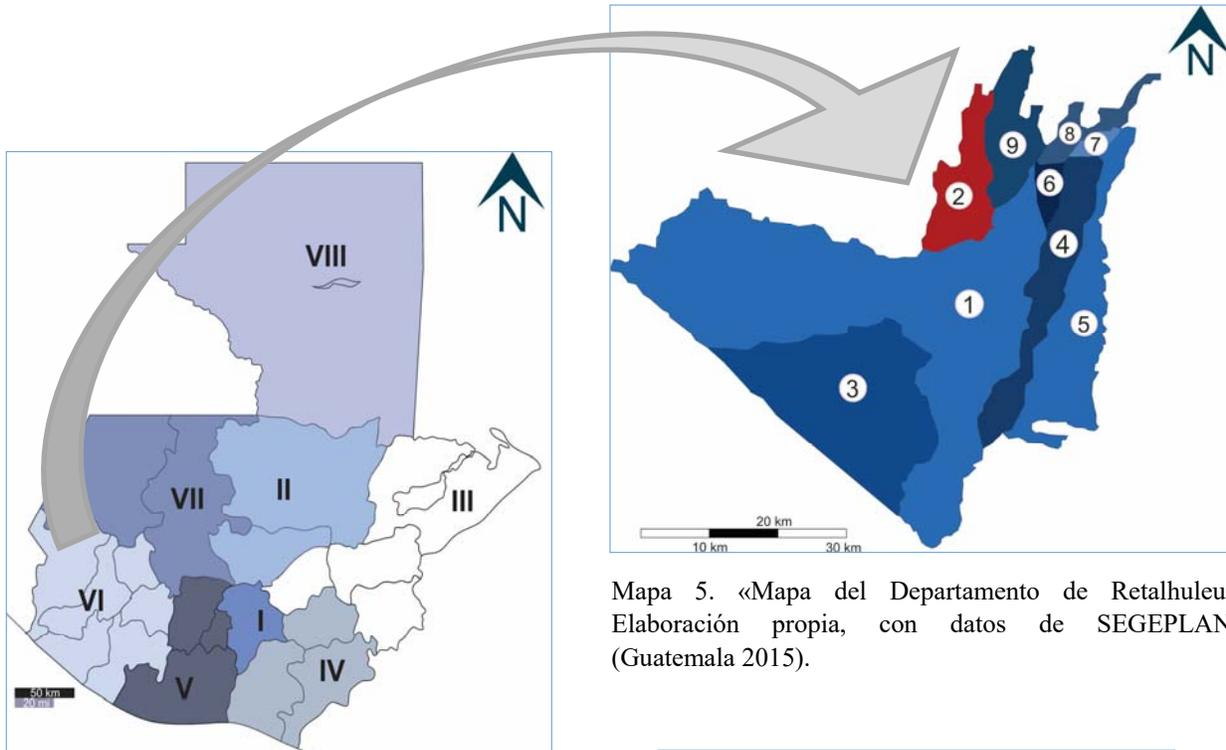 N
2
9
8
7
6
4
1
5
3
20 km
10 km 30 km
Mapa 5. «Mapa del Departamento de Retalhuleu
Elaboración propia, con datos de SEGEPLAN
(Guatemala 2015).
N
VIII
VII
II
III
VI
I
IV
V
50 km
20 mi